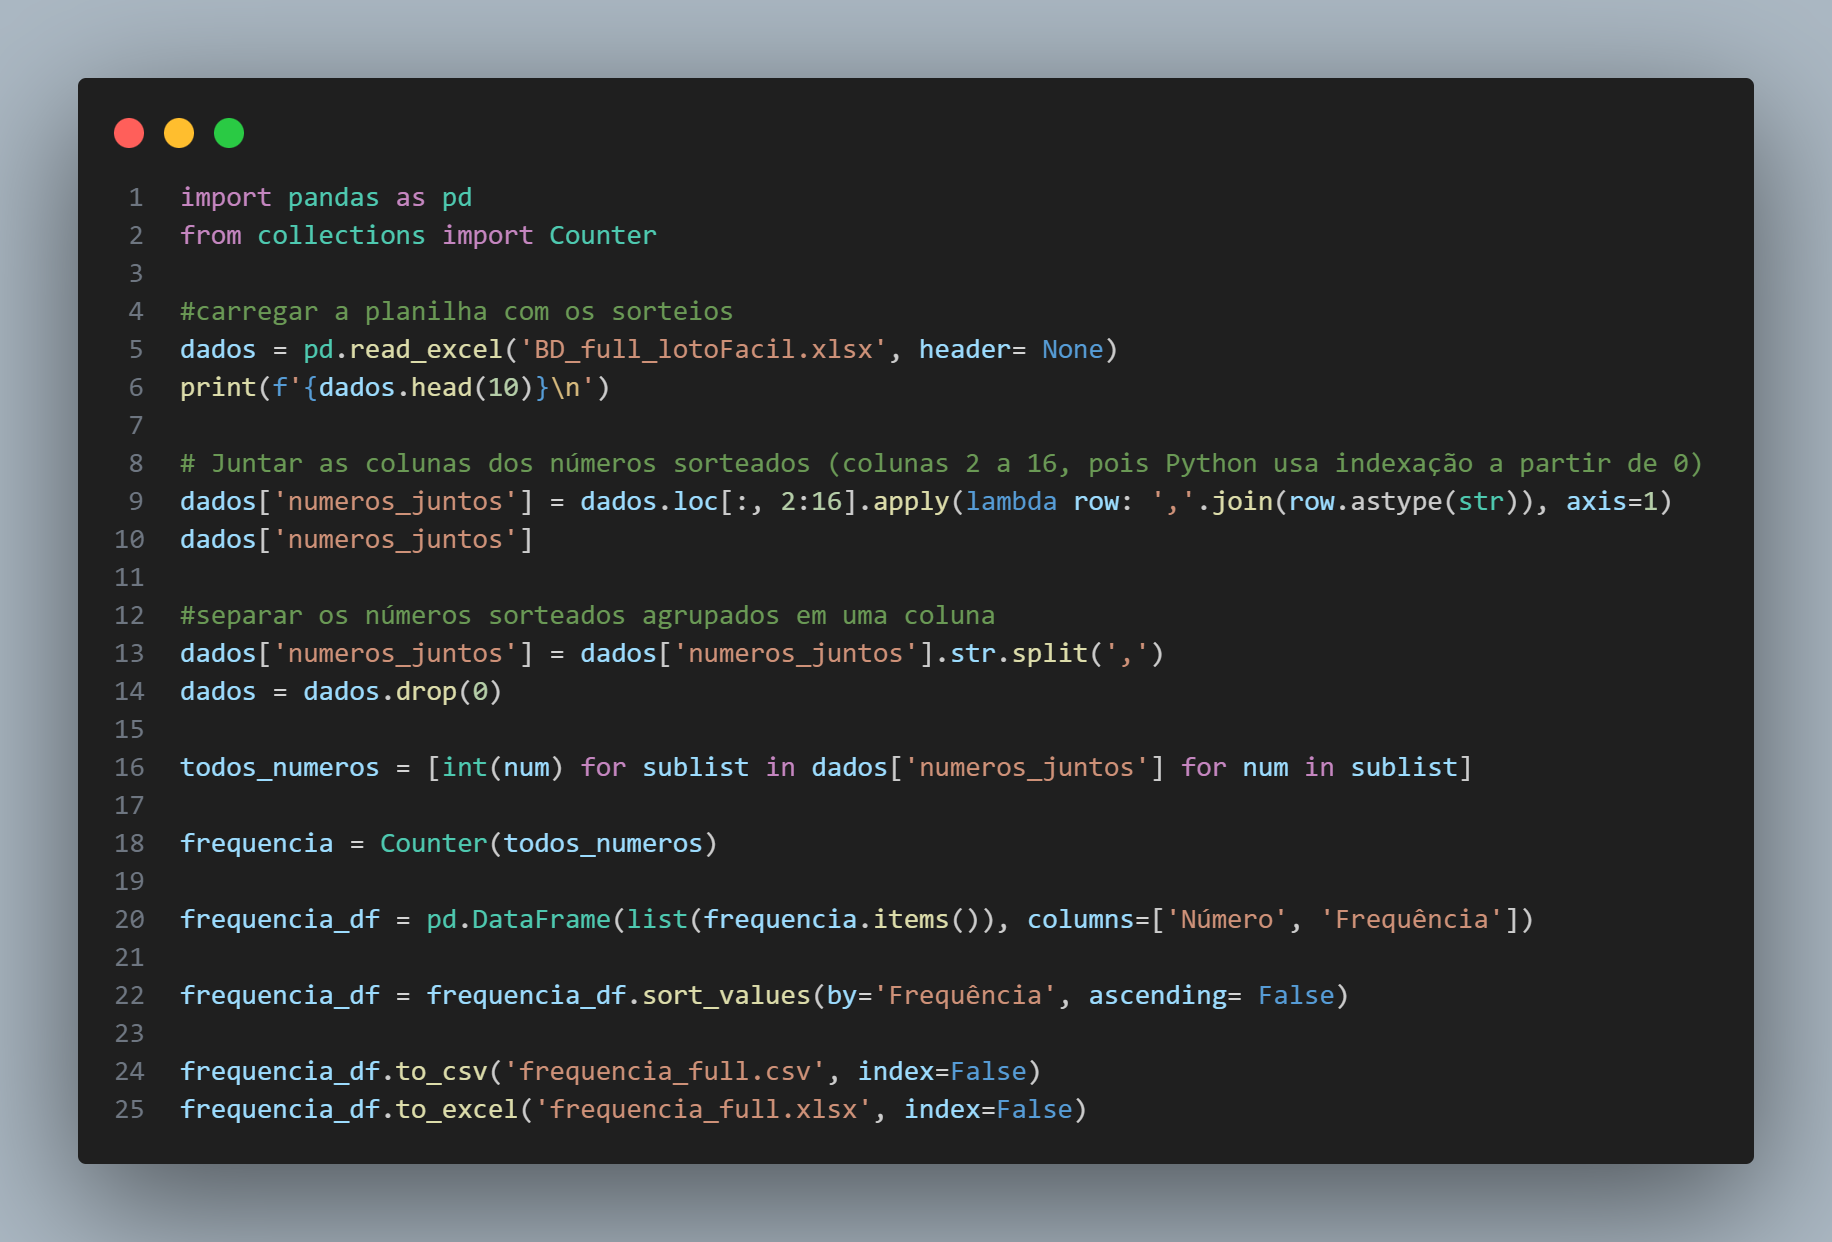 1 import pandas as pd
2 from collections import Counter
3
4 #carregar a planilha com os sorteios
5 dados = pd.read_excel('BD_full_lotoFacil.xlsx', header= None)
6 print(f'{dados.head(10)}\n')
7
8 # Juntar as colunas dos números sorteados (colunas 2 a 16, pois Python usa indexação a partir de 0)
9 dados['numeros_juntos'] = dados.loc[:, 2:16].apply(lambda row: ','.join(row.astype(str)), axis=1)
10 dados['numeros_juntos']
11
12 #separar os números sorteados agrupados em uma coluna
13 dados['numeros_juntos'] = dados['numeros_juntos'].str.split(',')
14 dados = dados.drop(0)
15
16 todos_numeros = [int(num) for sublist in dados['numeros_juntos'] for num in sublist]
17
18 frequencia = Counter(todos_numeros)
19
20 frequencia_df = pd.DataFrame(list(frequencia.items()), columns=['Número', 'Frequência'])
21
22 frequencia_df = frequencia_df.sort_values(by='Frequência', ascending= False)
23
24 frequencia_df.to_csv('frequencia_full.csv', index=False)
25 frequencia_df.to_excel('frequencia_full.xlsx', index=False)